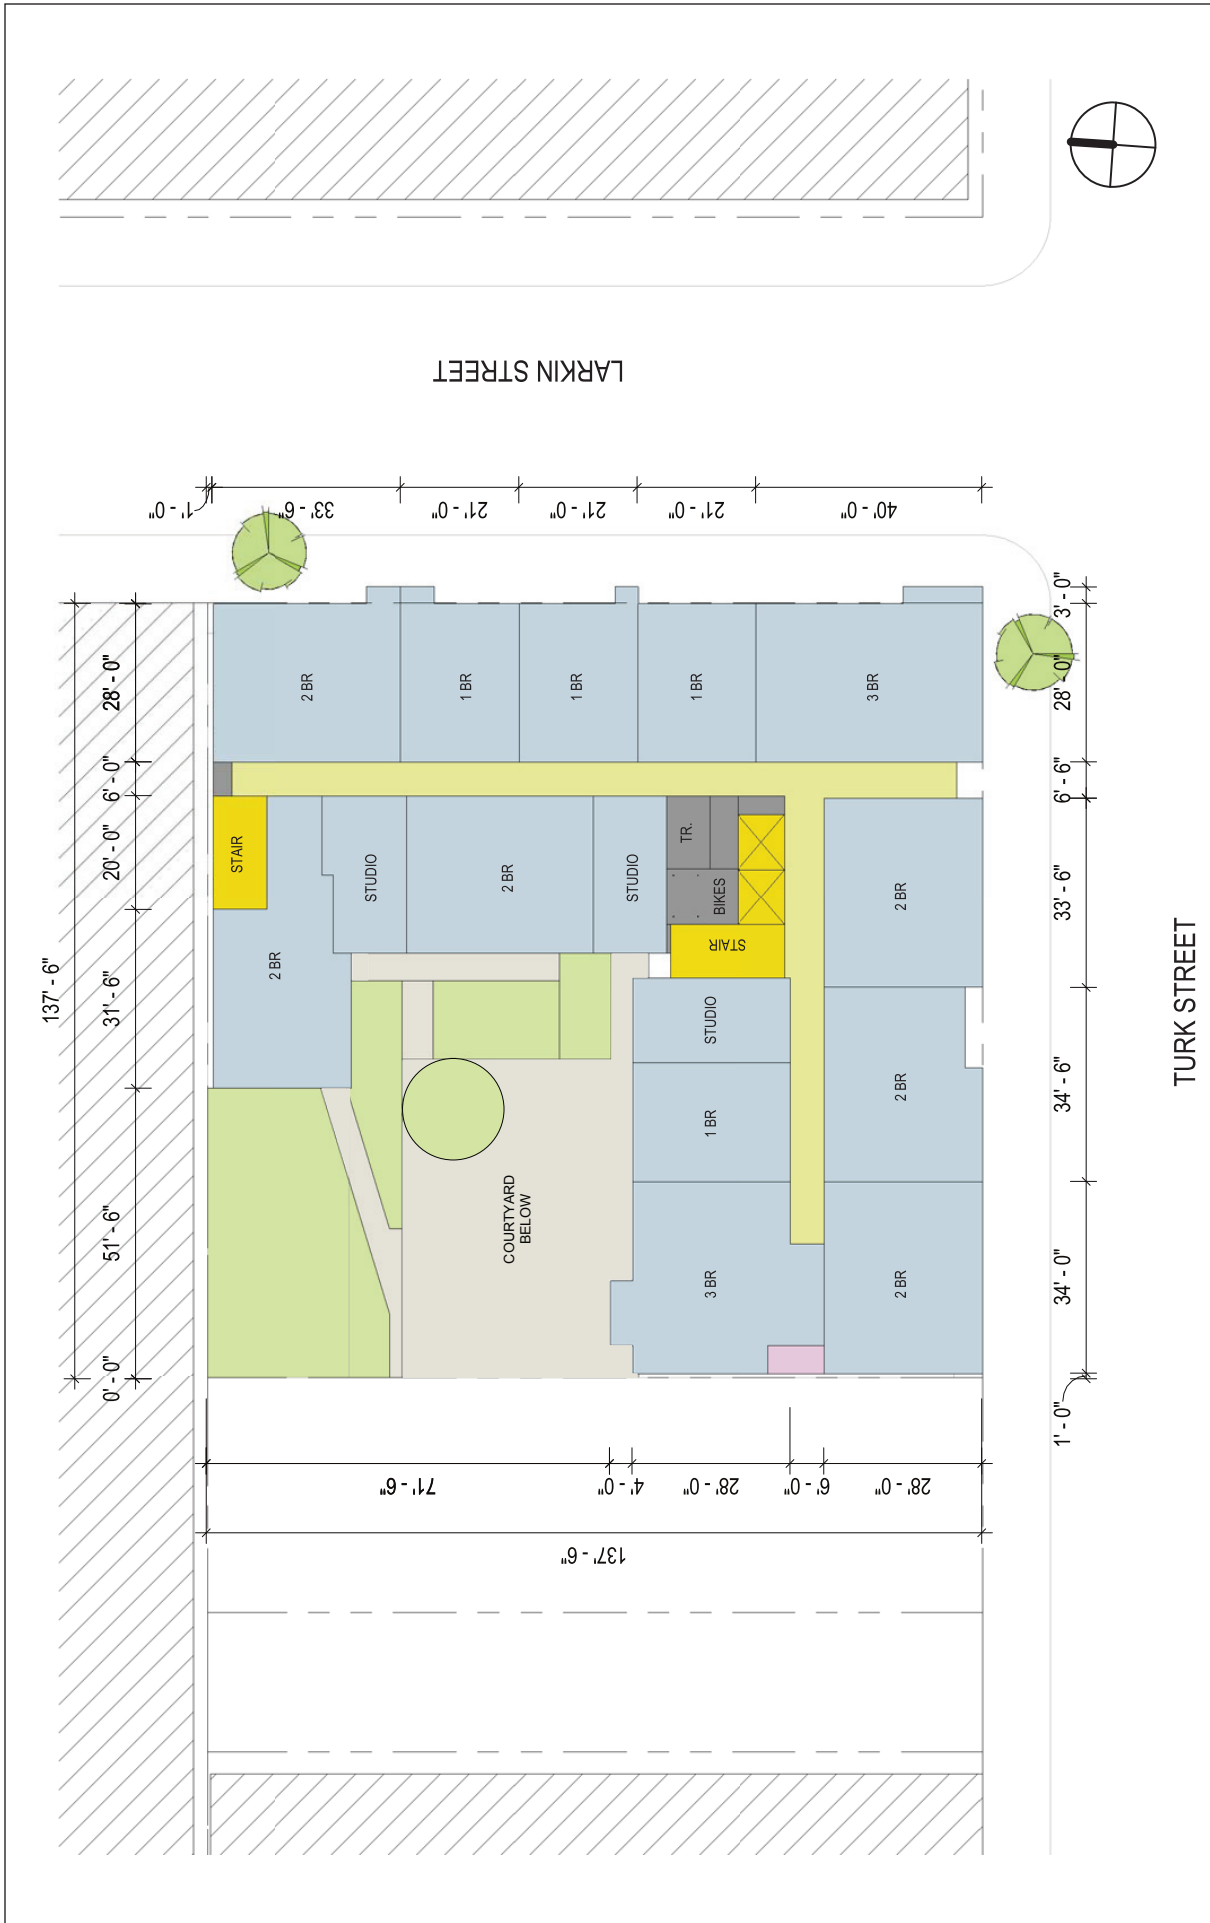 LARKIN STREET
1' - 0"
33' - 6"
21' - 0"
21' - 0"
21' - 0"
40' - 0"
137' - 6"
28' - 0"
6' - 0"
20' - 0"
31' - 6"
51' - 6"
0' - 0"
2 BR
1 BR
1 BR
1 BR
3 BR
STAIR
STUDIO
2 BR
STUDIO
TR.
BIKES
STAIR
2 BR
2 BR
STUDIO
1 BR
2 BR
COURTYARD
BELOW
3 BR
2 BR
3' - 0"
28' - 0"
6' - 6"
33' - 6"
34' - 6"
34' - 0"
1' - 0"
TURK STREET
71' - 6"
4' - 0"
28' - 0"
6' - 0"
28' - 0"
137' - 6"